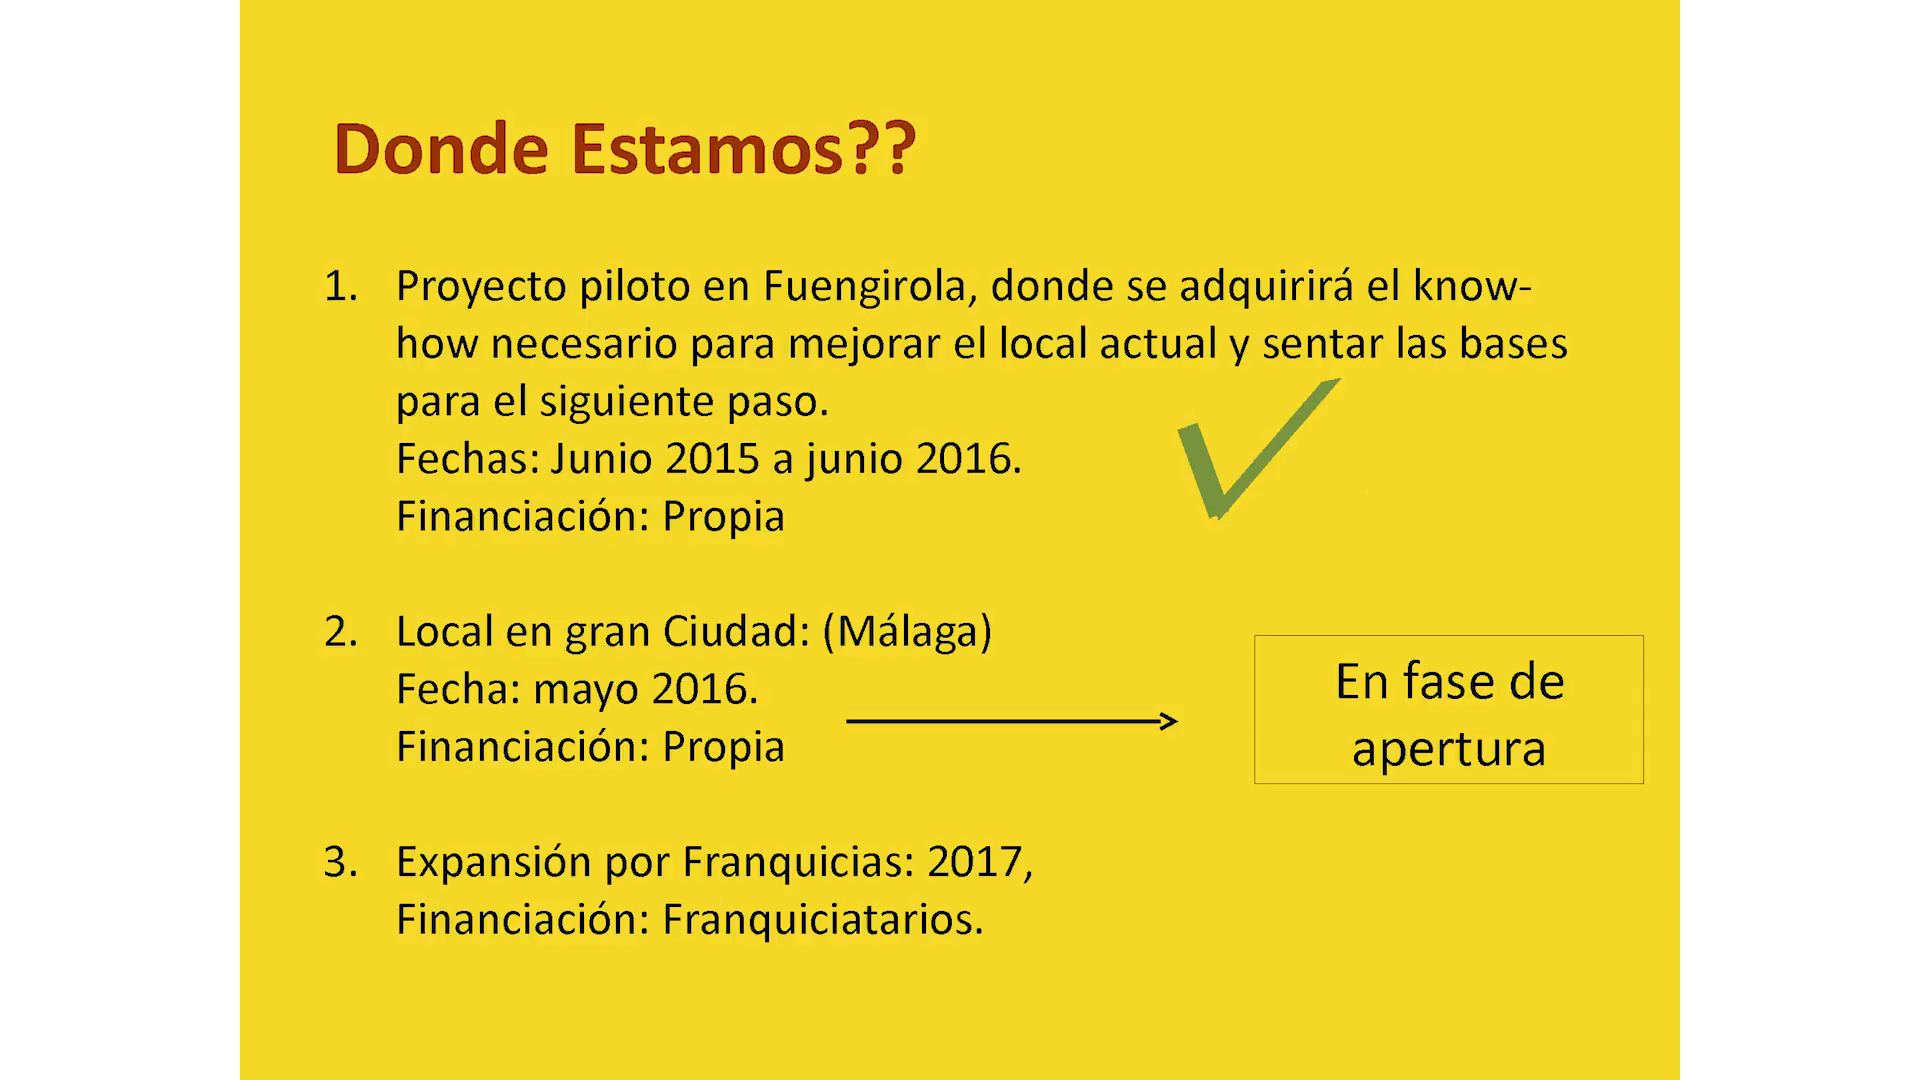 Donde Estamos??
1. Proyecto piloto en Fuengirola, donde se adquirirá el know-
how necesario para mejorar el local actual y sentar las bases
para el siguiente paso.
Fechas: Junio 2015 a junio 2016.
Financiación: Propia
2. Local en gran Ciudad: (Málaga)
Fecha: mayo 2016.
Financiación: Propia
En fase de
apertura
3. Expansión por Franquicias: 2017,
Financiación: Franquiciatarios.